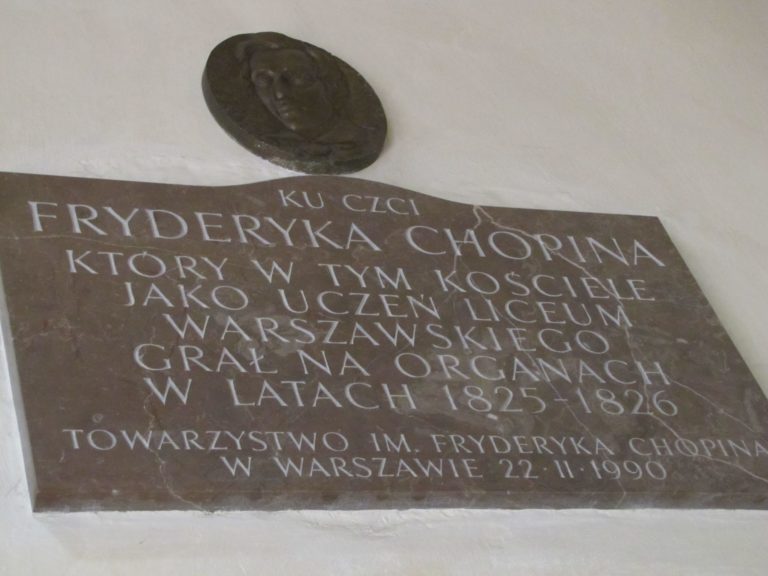 KU CZCI
FRYDERYKA CHOPINA
KTÓRY W TYM KOŚCIELE
JAKO UCZEŃ LICEUM
WARSZAWSKIEGO
GRAŁ NA ORGANACH
W LATACH 1825-1826
TOWARZYSTWO IM. FRYDERYKA CHOPINA
W WARSZAWIE 22·II·1990